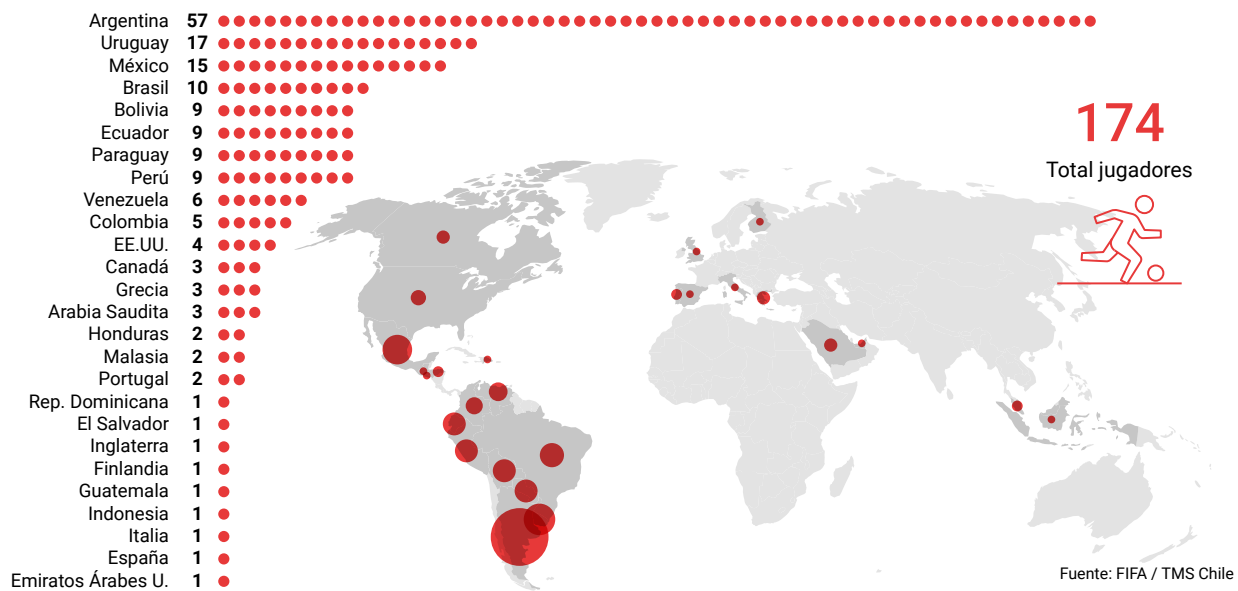 Argentina 57
Uruguay 17
México 15
Brasil 10
Bolivia 9
Ecuador 9
Paraguay 9
Perú 9
Venezuela 6
Colombia 5
EE.UU. 4
Canadá 3
Grecia 3
Arabia Saudita 3
Honduras 2
Malasia 2
Portugal 2
Rep. Dominicana 1
El Salvador 1
Inglaterra 1
Finlandia 1
Guatemala 1
Indonesia 1
Italia 1
España 1
Emiratos Árabes U. 1
174
Total jugadores
Fuente: FIFA / TMS Chile